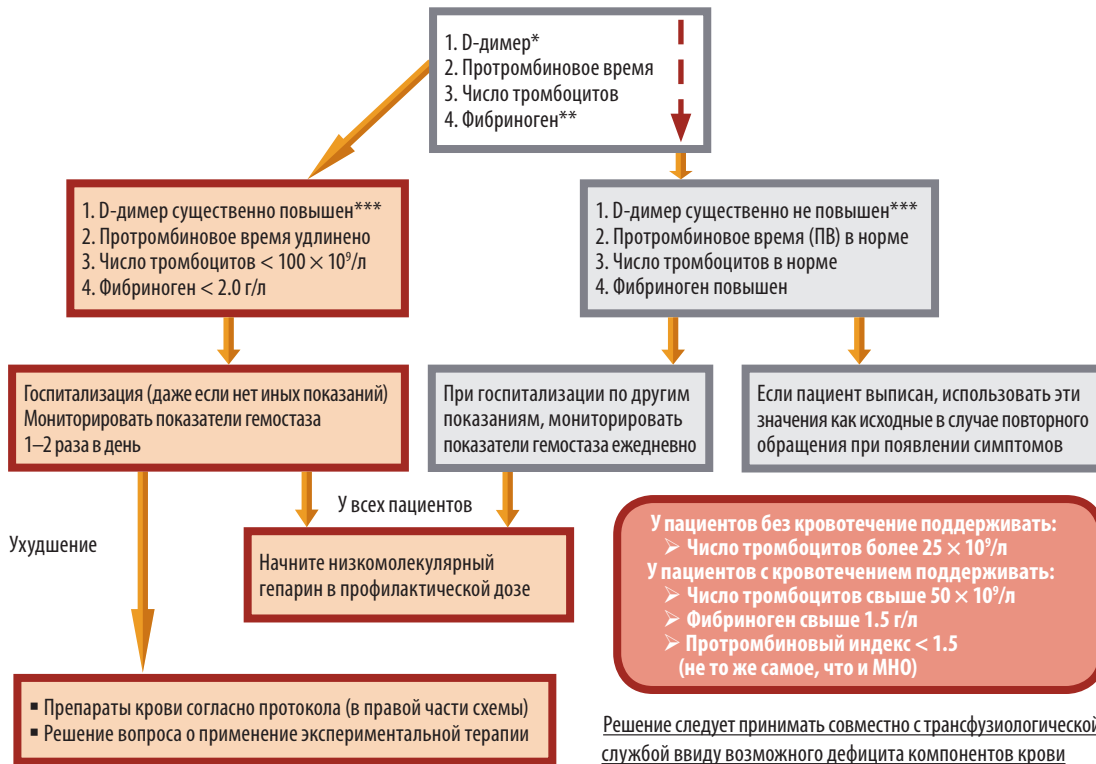 1. D-димер*
2. Протромбиновое время
3. Число тромбоцитов
4. Фибриноген**
1. D-димер существенно повышен***
2. Протромбиновое время удлинено
3. Число тромбоцитов < 100 × 10⁹/л
4. Фибриноген < 2.0 г/л
1. D-димер существенно не повышен***
2. Протромбиновое время (ПВ) в норме
3. Число тромбоцитов в норме
4. Фибриноген повышен
Госпитализация (даже если нет иных показаний)
Мониторировать показатели гемостаза
1–2 раза в день
При госпитализации по другим
показаниям, мониторировать
показатели гемостаза ежедневно
Если пациент выписан, использовать эти
значения как исходные в случае повторного
обращения при появлении симптомов
Ухудшение
У всех пациентов
Начните низкомолекулярный
гепарин в профилактической дозе
У пациентов без кровотечение поддерживать:
➢ Число тромбоцитов более 25 × 10⁹/л
У пациентов с кровотечением поддерживать:
➢ Число тромбоцитов свыше 50 × 10⁹/л
➢ Фибриноген свыше 1.5 г/л
➢ Протромбиновый индекс < 1.5
(не то же самое, что и МНО)
▪ Препараты крови согласно протокола (в правой части схемы)
▪ Решение вопроса о применение экспериментальной терапии
Решение следует принимать совместно с трансфузиологической
службой ввиду возможного дефицита компонентов крови